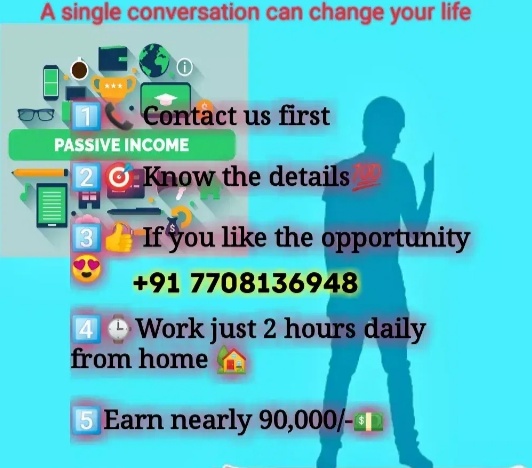 A single conversation can change your life
PASSIVE INCOME
1 📞 Contact us first
2 🎯 Know the details 💯
3 👍 If you like the opportunity
😍 +91 7708136948
4 🕒 Work just 2 hours daily
from home 🏡
5 Earn nearly 90,000/-💵